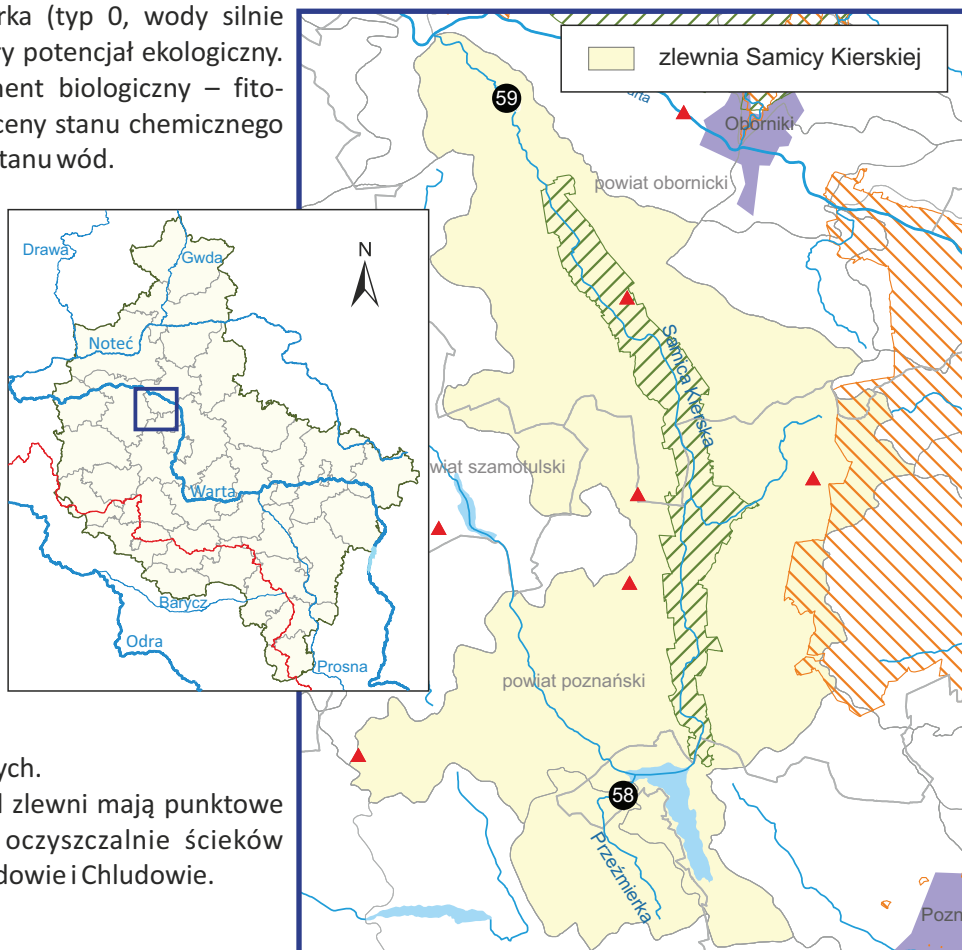 rka (typ 0, wody silnie
y potencjał ekologiczny.
nent biologiczny – fito-
ceny stanu chemicznego
tanu wód.
zlewnia Samicy Kierskiej
59
Oborniki
powiat obornicki
Samica Kierska
wiat szamotulski
powiat poznański
58
Przeźmierka
Pozn
N
Drawa
Gwda
Noteć
Warta
Barycz
Odra
Prosna
ych.
l zlewni mają punktowe
oczyszczalnie ścieków
dowie i Chludowie.